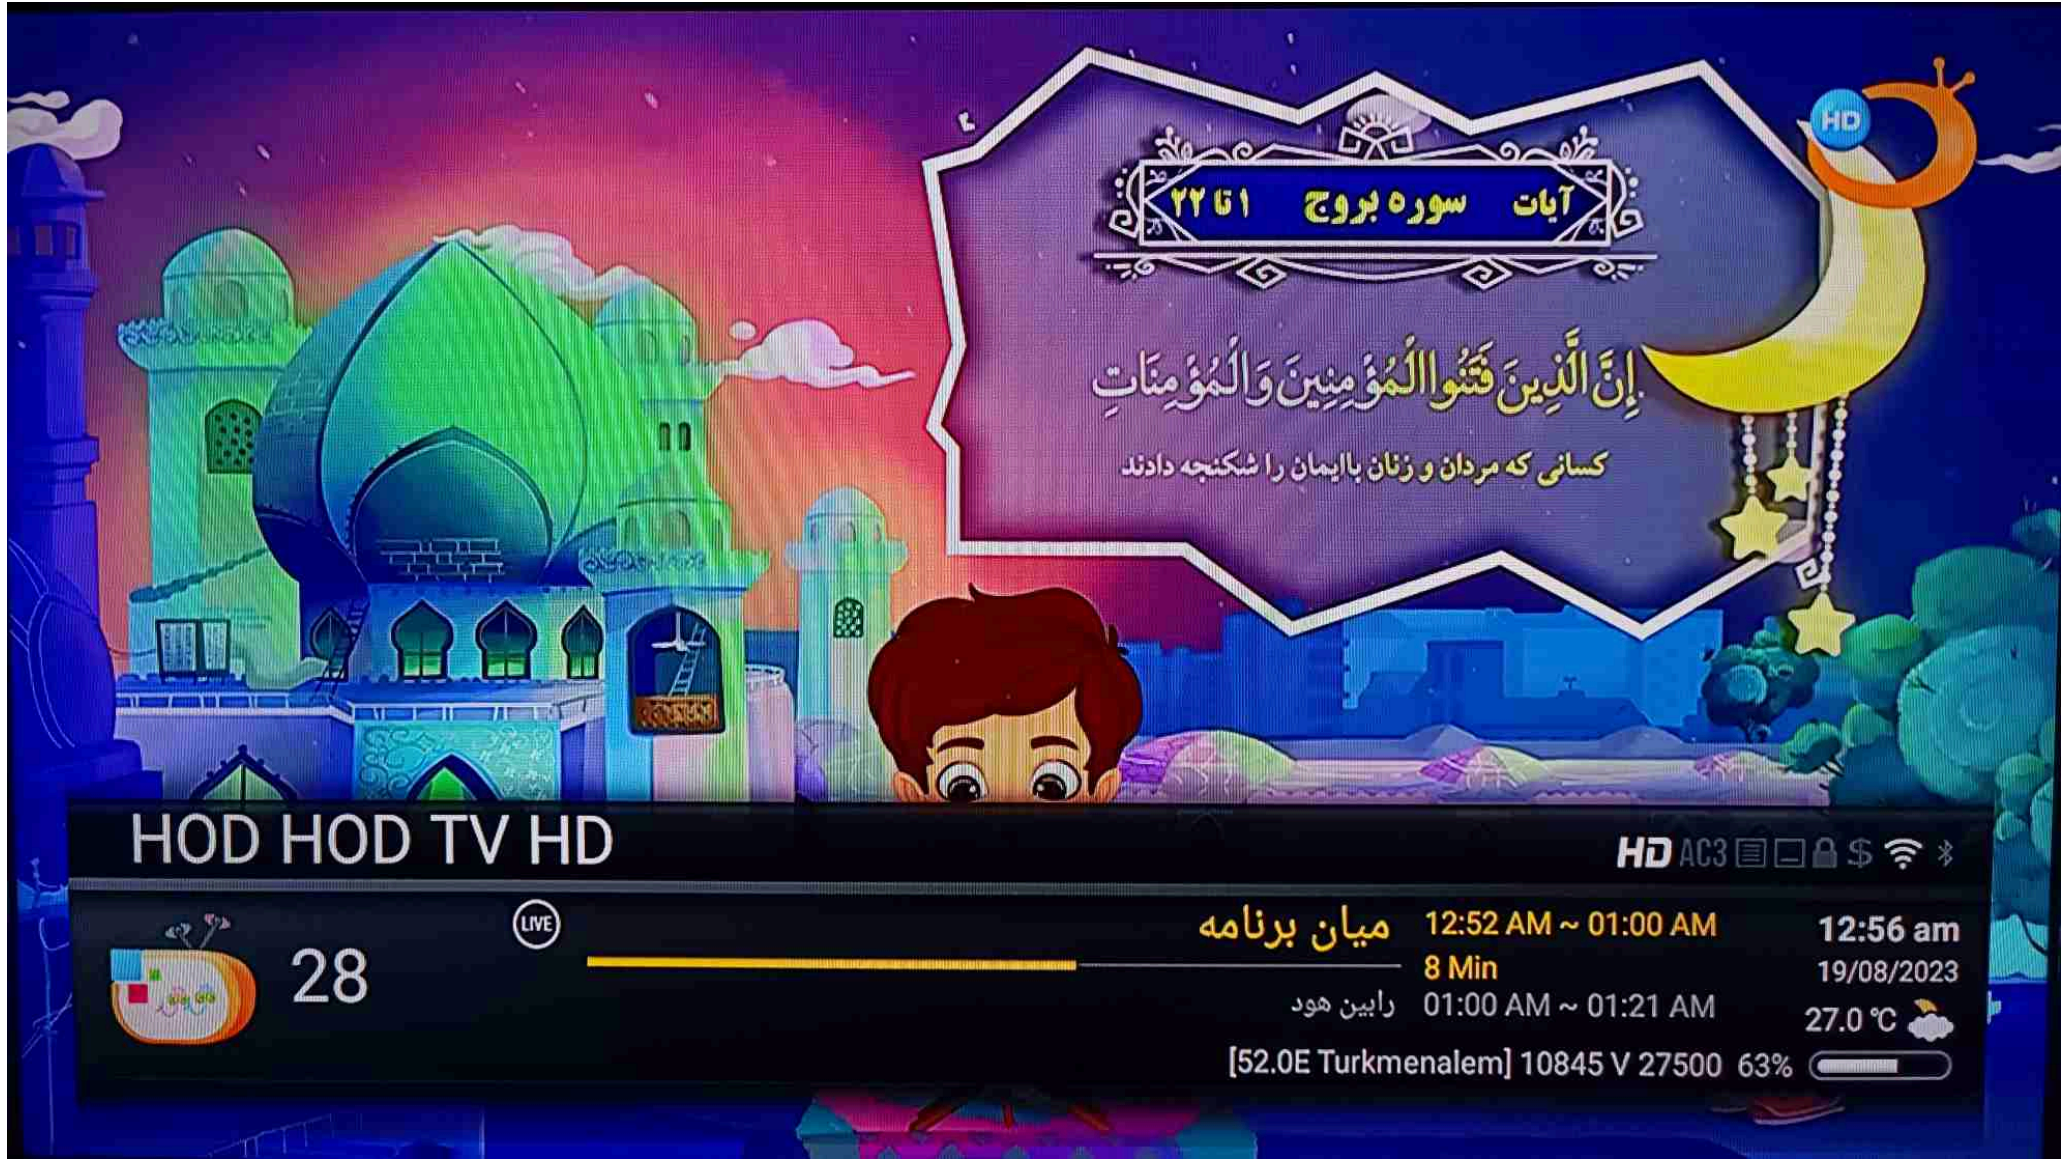 HD
آیات سوره بروج ۱ تا ۲۲
إِنَّ الَّذِينَ فَتَنُوا الْمُؤْمِنِينَ وَالْمُؤْمِنَاتِ
کسانی که مردان و زنان باایمان را شکنجه دادند
HOD HOD TV HD
HD AC3 $
28
LIVE
میان برنامه 12:52 AM ~ 01:00 AM
8 Min
رابین هود 01:00 AM ~ 01:21 AM
12:56 am
19/08/2023
27.0 °C
[52.0E Turkmenalem] 10845 V 27500 63%